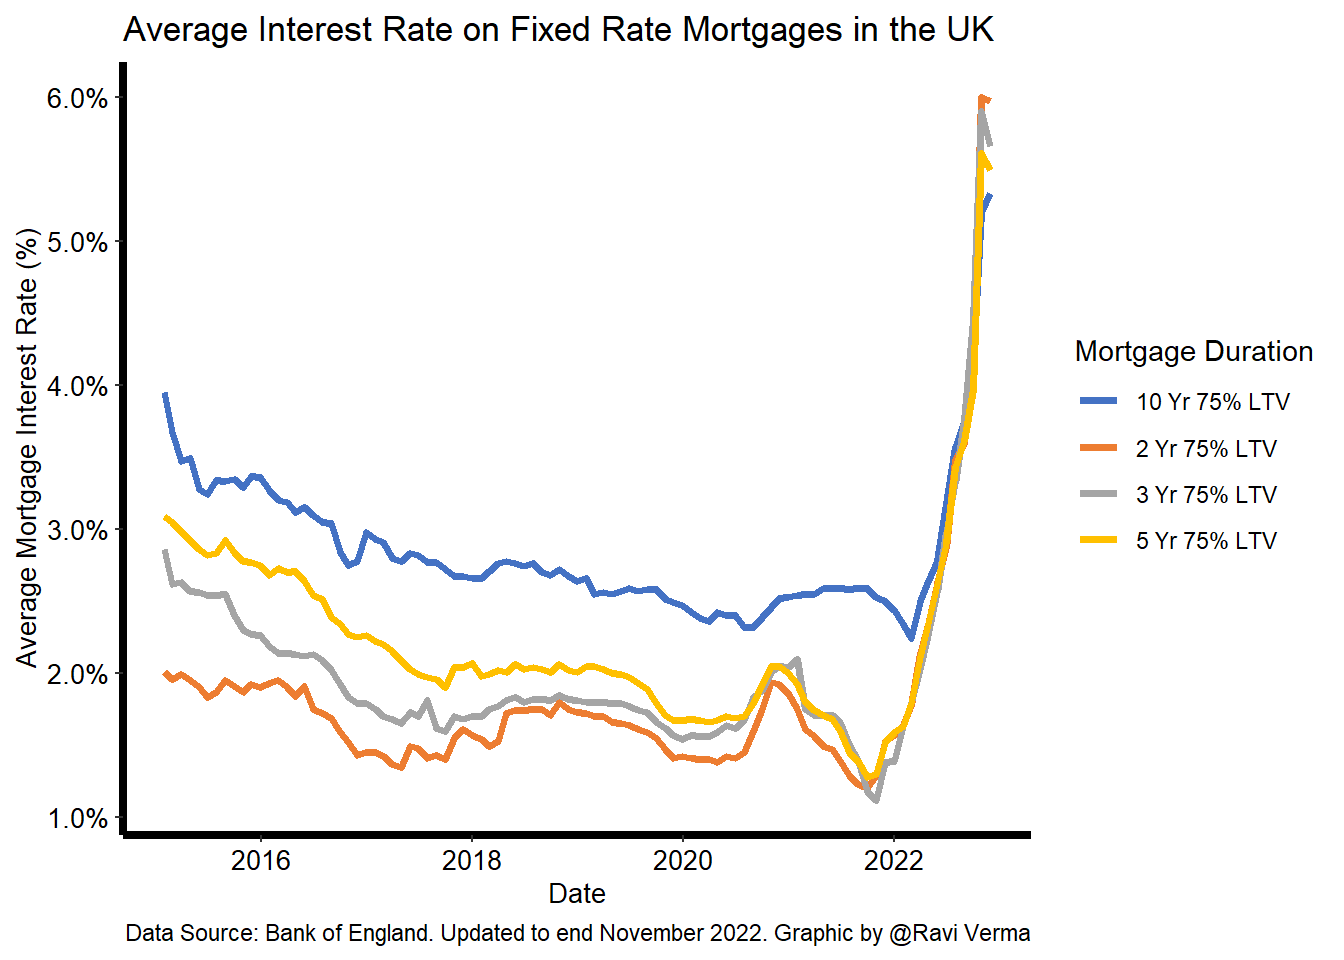 Average Interest Rate on Fixed Rate Mortgages in the UK
Average Mortgage Interest Rate (%)
6.0%
5.0%
4.0%
3.0%
2.0%
1.0%
2016 2018 2020 2022
Date
Mortgage Duration
10 Yr 75% LTV
2 Yr 75% LTV
3 Yr 75% LTV
5 Yr 75% LTV
Data Source: Bank of England. Updated to end November 2022. Graphic by @Ravi Verma